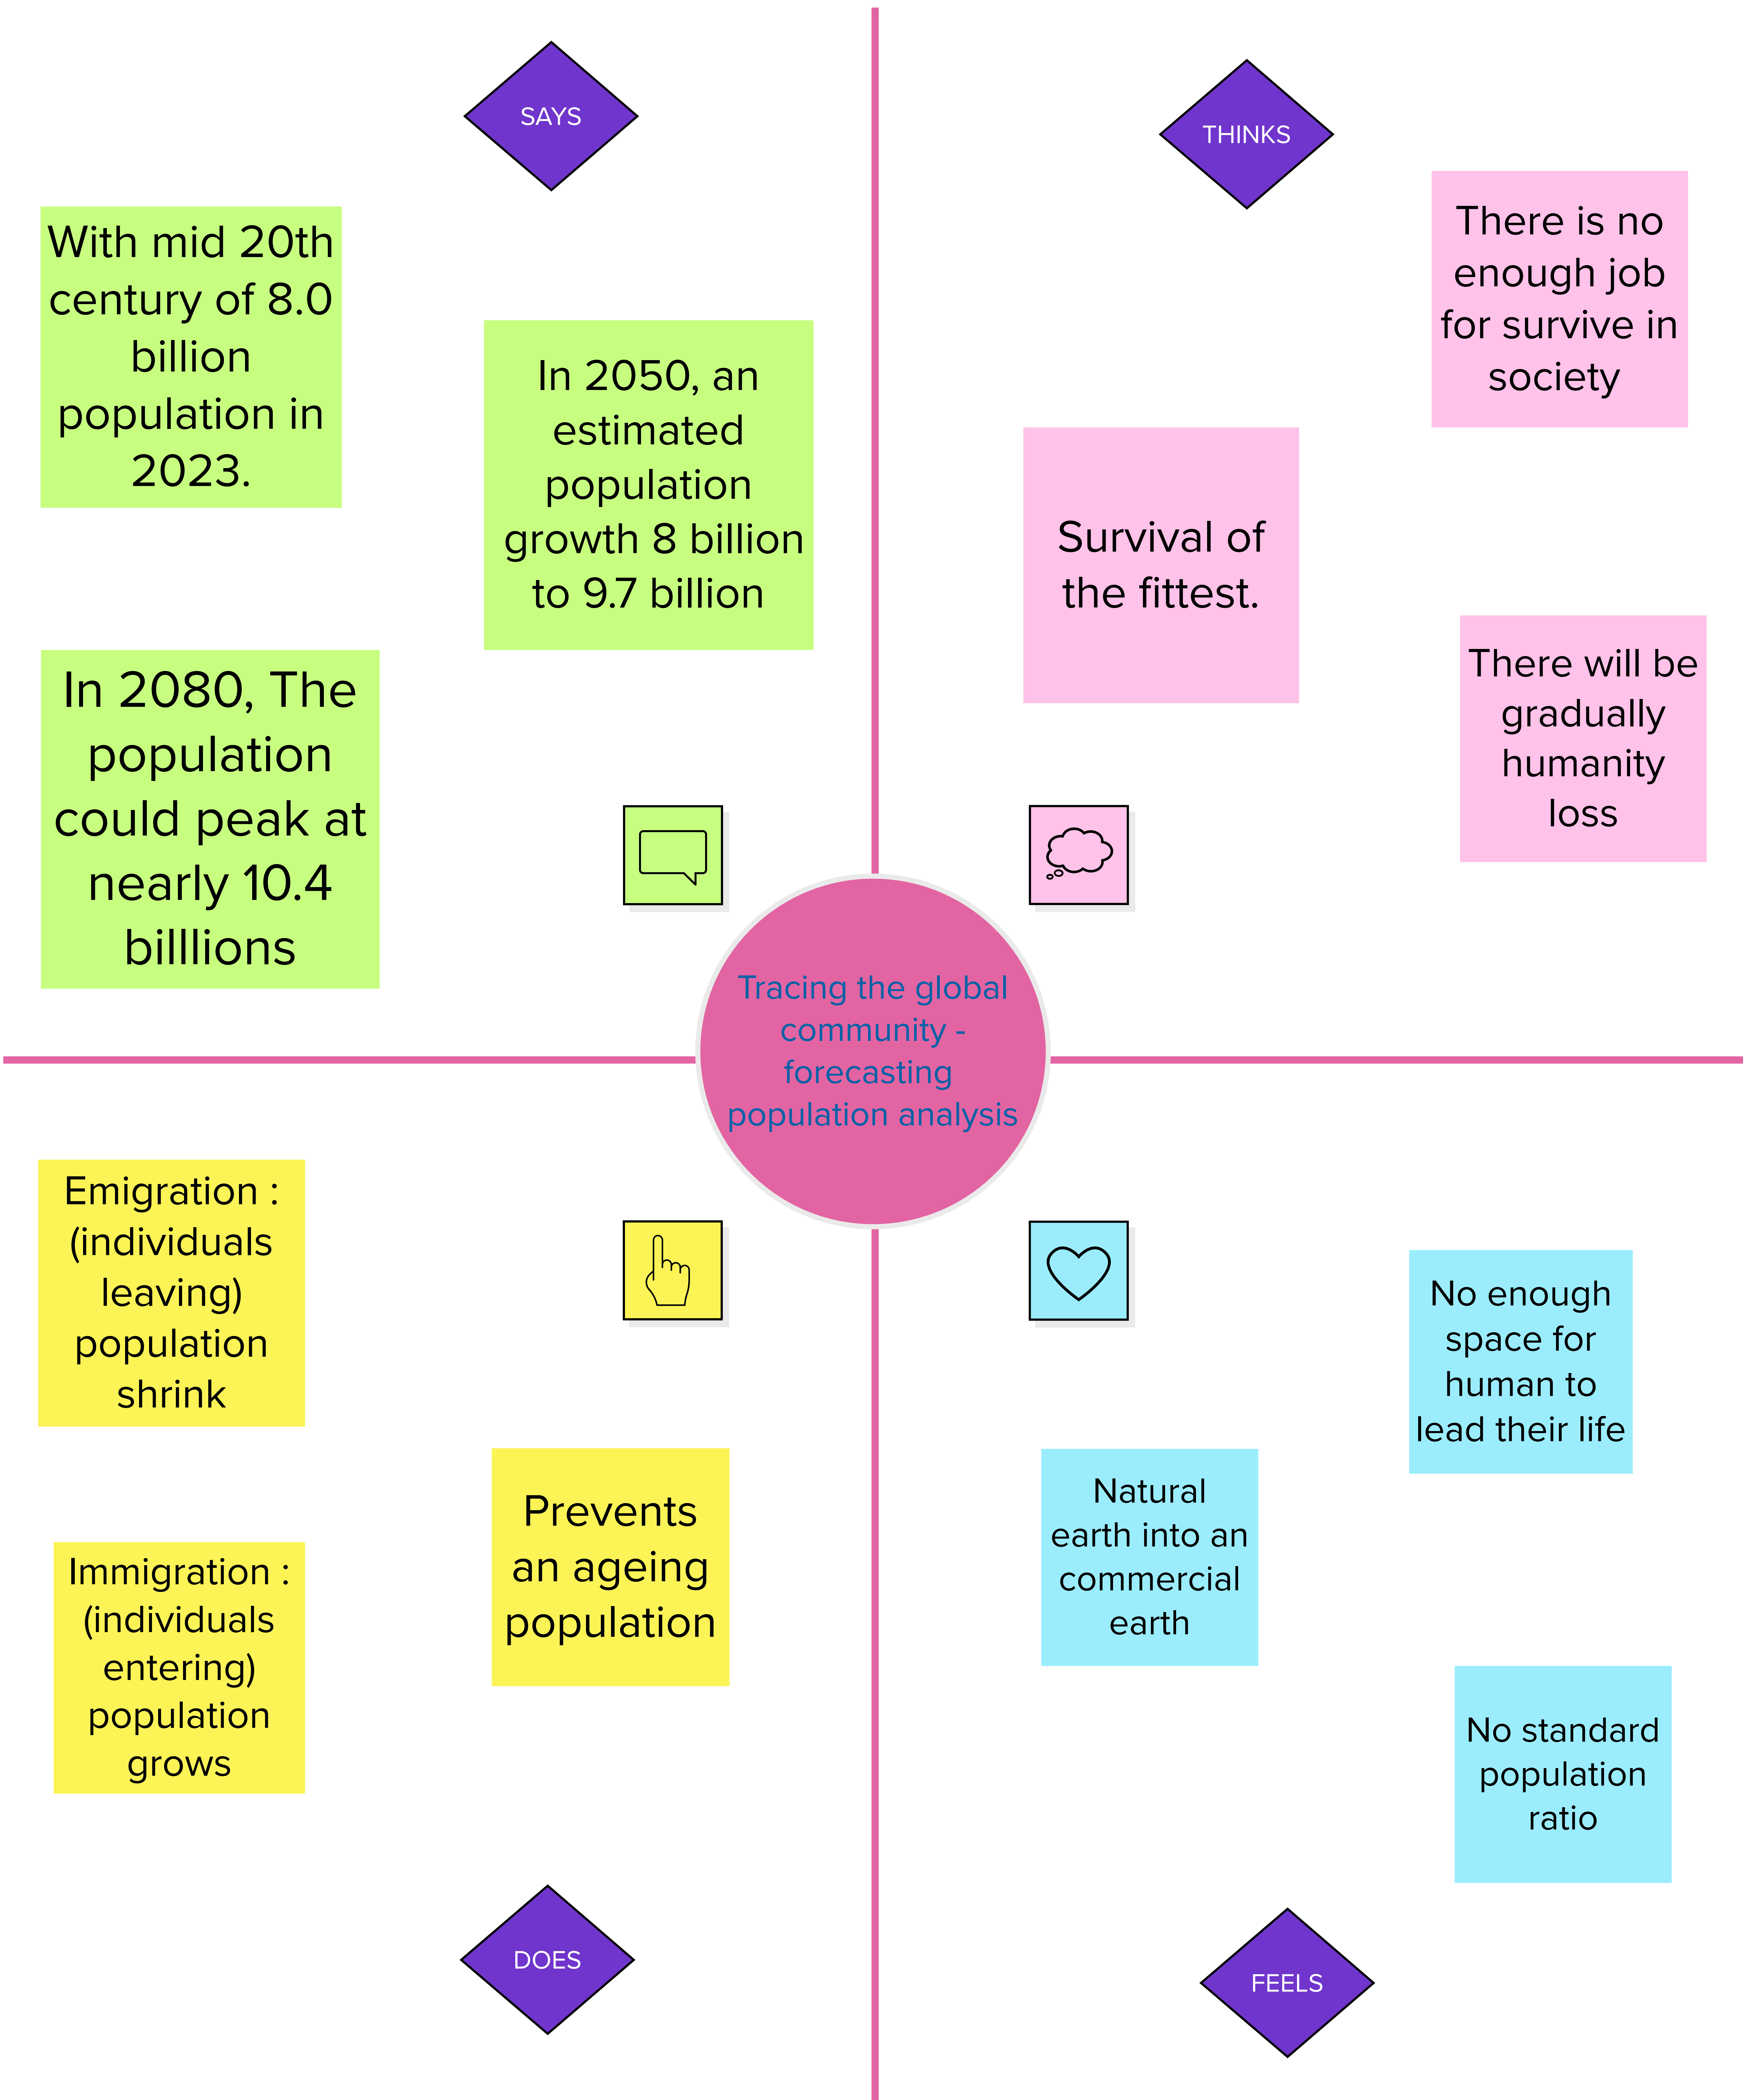 SAYS
With mid 20th
century of 8.0
billion
population in
2023.
In 2050, an
estimated
population
growth 8 billion
to 9.7 billion
In 2080, The
population
could peak at
nearly 10.4
billlions
THINKS
There is no
enough job
for survive in
society
Survival of
the fittest.
There will be
gradually
humanity
loss
Tracing the global
community -
forecasting
population analysis
Emigration :
(individuals
leaving)
population
shrink
Prevents
an ageing
population
Immigration :
(individuals
entering)
population
grows
DOES
No enough
space for
human to
lead their life
Natural
earth into an
commercial
earth
No standard
population
ratio
FEELS